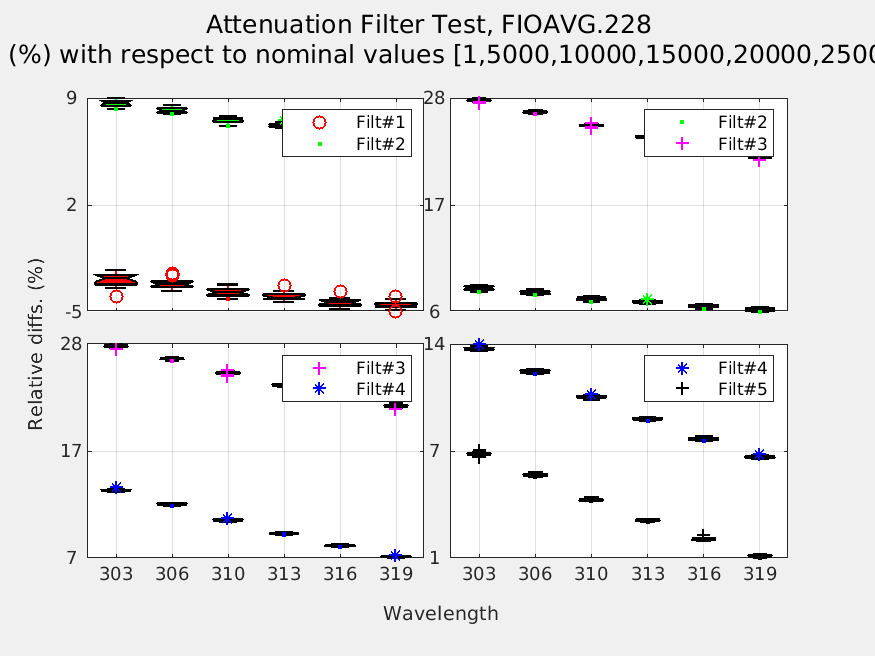 Attenuation Filter Test, FIOAVG.228
(%) with respect to nominal values [1,5000,10000,15000,20000,2500
9
2
-5
Filt#1
Filt#2
28
17
6
Filt#2
Filt#3
Relative diffs. (%)
28
17
7
Filt#3
Filt#4
303 306 310 313 316 319
14
7
1
Filt#4
Filt#5
303 306 310 313 316 319
Wavelength